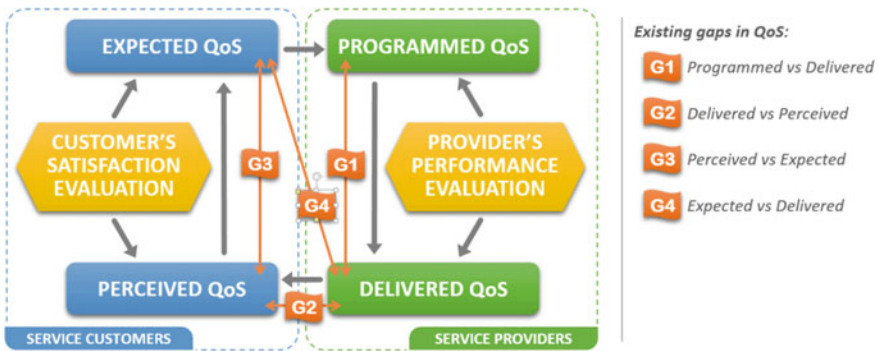 EXPECTED QoS
PROGRAMMED QoS
CUSTOMER'S
SATISFACTION
EVALUATION
G3
G1
G4
PROVIDER'S
PERFORMANCE
EVALUATION
PERCEIVED QoS
G2
DELIVERED QoS
SERVICE CUSTOMERS
SERVICE PROVIDERS
Existing gaps in QoS:
G1 Programmed vs Delivered
G2 Delivered vs Perceived
G3 Perceived vs Expected
G4 Expected vs Delivered